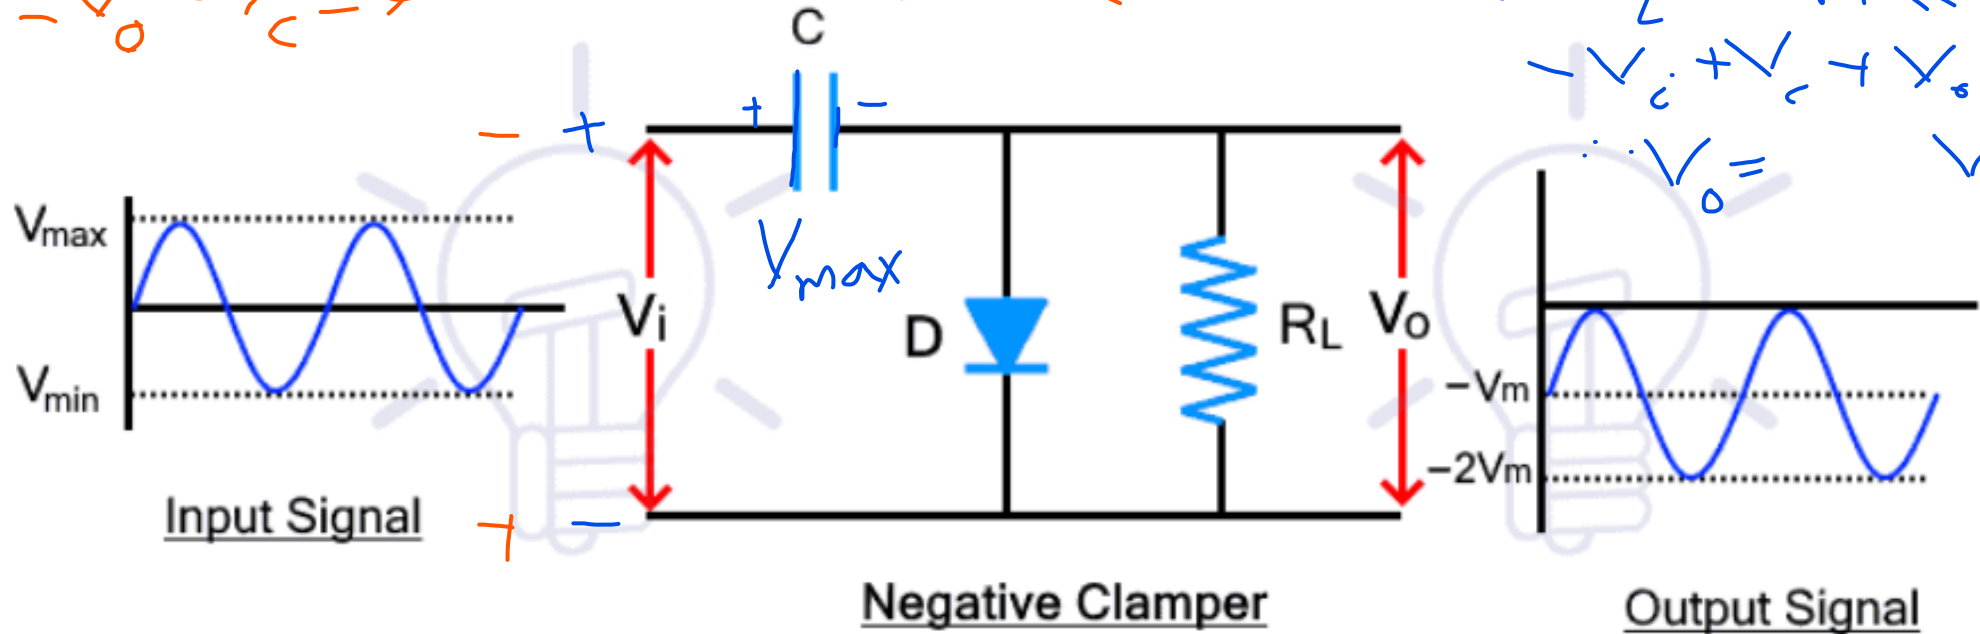 C
- Vi + Vc + Vo
+ -
- +
∴ Vo =
Vmax
Vmax
Vi
D
RL
Vo
Vmin
-Vm
-2Vm
Input Signal
+ -
Negative Clamper
Output Signal